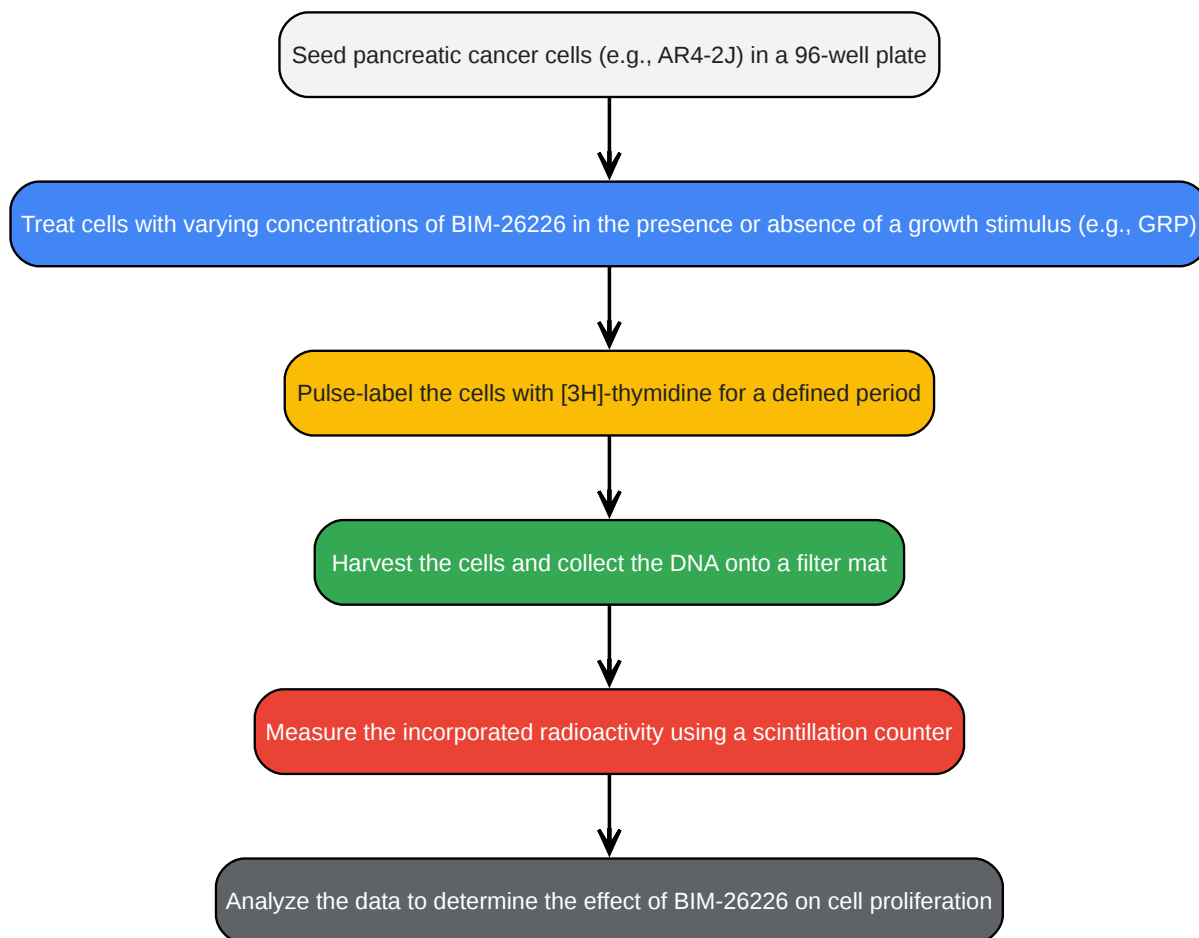 Seed pancreatic cancer cells (e.g., AR4-2J) in a 96-well plate
Treat cells with varying concentrations of BIM-26226 in the presence or absence of a growth stimulus (e.g., GRP)
Pulse-label the cells with [3H]-thymidine for a defined period
Harvest the cells and collect the DNA onto a filter mat
Measure the incorporated radioactivity using a scintillation counter
Analyze the data to determine the effect of BIM-26226 on cell proliferation